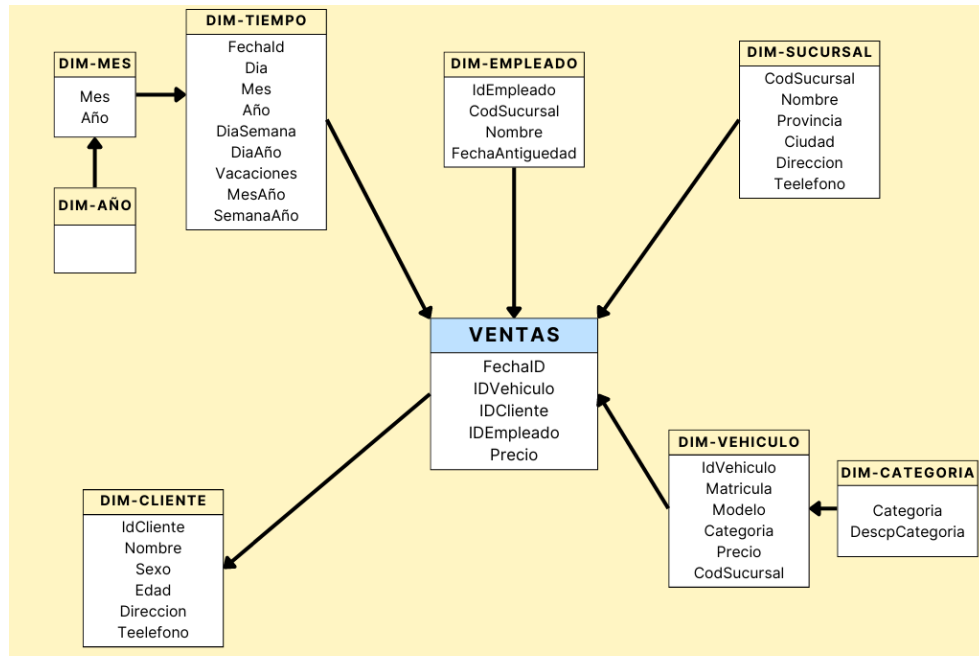 DIM-TIEMPO
FechaId
Dia
Mes
Año
DiaSemana
DiaAño
Vacaciones
MesAño
SemanaAño
DIM-MES
Mes
Año
DIM-AÑO
DIM-EMPLEADO
IdEmpleado
CodSucursal
Nombre
FechaAntiguedad
DIM-SUCURSAL
CodSucursal
Nombre
Provincia
Ciudad
Direccion
Teelefono
VENTAS
FechaID
IDVehiculo
IDCliente
IDEmpleado
Precio
DIM-CLIENTE
IdCliente
Nombre
Sexo
Edad
Direccion
Teelefono
DIM-VEHICULO
IdVehiculo
Matricula
Modelo
Categoria
Precio
CodSucursal
DIM-CATEGORIA
Categoria
DescpCategoria